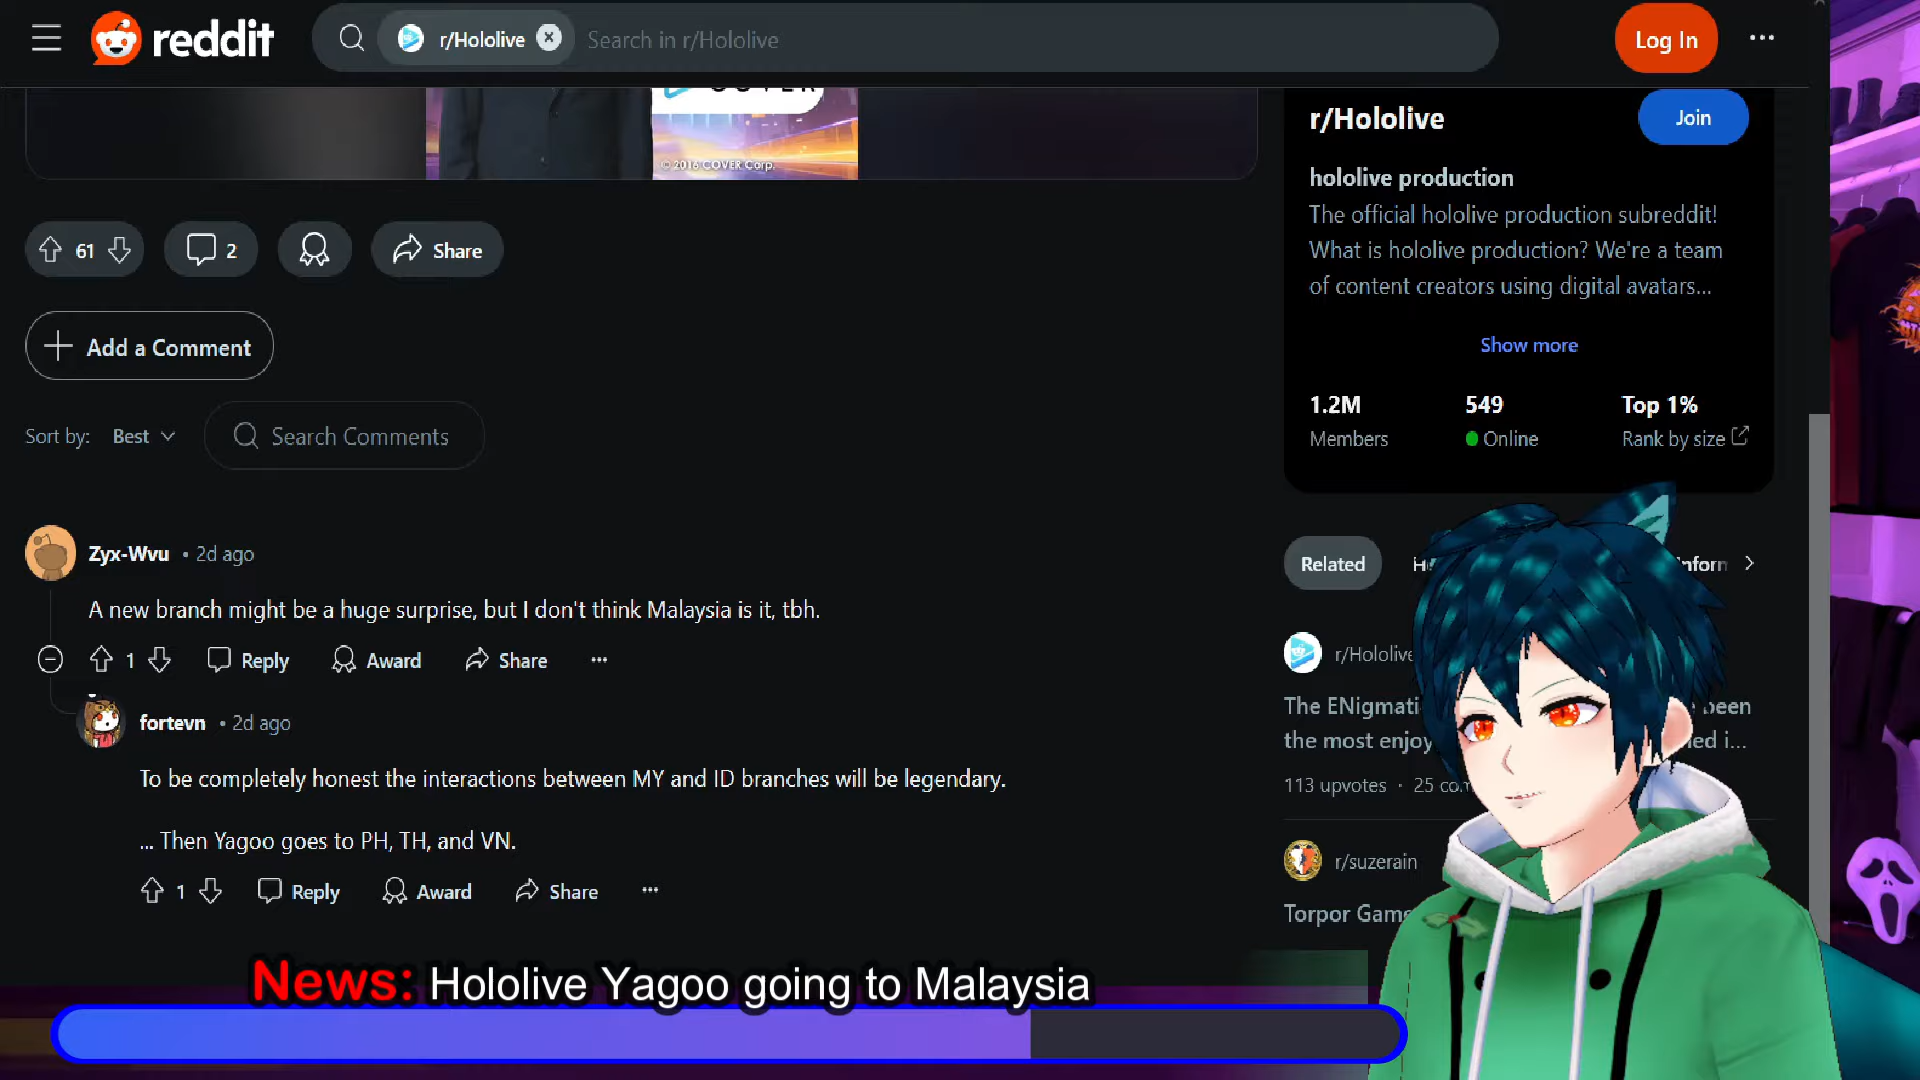 reddit
r/Hololive
Search in r/Hololive
Log In
© 2016 COVER Corp.
r/Hololive
Join
hololive production
The official hololive production subreddit!
What is hololive production? We're a team
of content creators using digital avatars...
Show more
1.2M
549
Top 1%
Members
Online
Rank by size
61
2
Share
Add a Comment
Sort by:
Best
Search Comments
Zyx-Wvu • 2d ago
A new branch might be a huge surprise, but I don't think Malaysia is it, tbh.
1
Reply
Award
Share
fortevn • 2d ago
To be completely honest the interactions between MY and ID branches will be legendary.
... Then Yagoo goes to PH, TH, and VN.
1
Reply
Award
Share
Related
r/Hololive
The ENigmati been
the most enjoy
113 upvotes · 25 com
r/suzerain
Torpor Game
News: Hololive Yagoo going to Malaysia